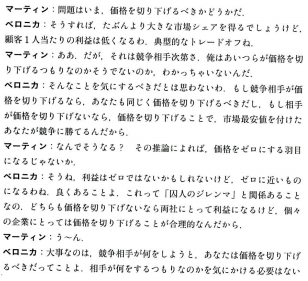 マーティン：問題はいま，価格を切り下げるべきかどうかだ．
ベロニカ：そうすれば，たぶんより大きな市場シェアを得るでしょうけど，
顧客1人当たりの利益は低くなるわ．典型的なトレードオフね．
マーティン：ああ．だが，それは競争相手次第さ．俺はあいつらが価格を切
り下げるつもりなのかそうでないのか，わかっちゃいないんだ．
ベロニカ：そんなことを気にするべきだとは思わないわ．もし競争相手が価
格を切り下げるなら，あなたも同じく価格を切り下げるべきだし，もし相手
が価格を切り下げないなら，価格を切り下げることで，市場最安値を付けた
あなたが競争に勝てるんだから．
マーティン：なんでそうなる？　その推論によれば，価格をゼロにする羽目
になるじゃないか．
ベロニカ：そうね．利益はゼロではないかもしれないけど，ゼロに近いもの
になるわね．良くあることよ．これって「囚人のジレンマ」と関係あること
なの．どちらも価格を切り下げないなら両社にとって利益になるけど，個々
の企業にとっては価格を切り下げることが合理的なんだから．
マーティン：う〜ん．
ベロニカ：大事なのは，競争相手が何をしようと，あなたは価格を切り下げ
るべきだってことよ．相手が何をするつもりなのかを気にかける必要はない